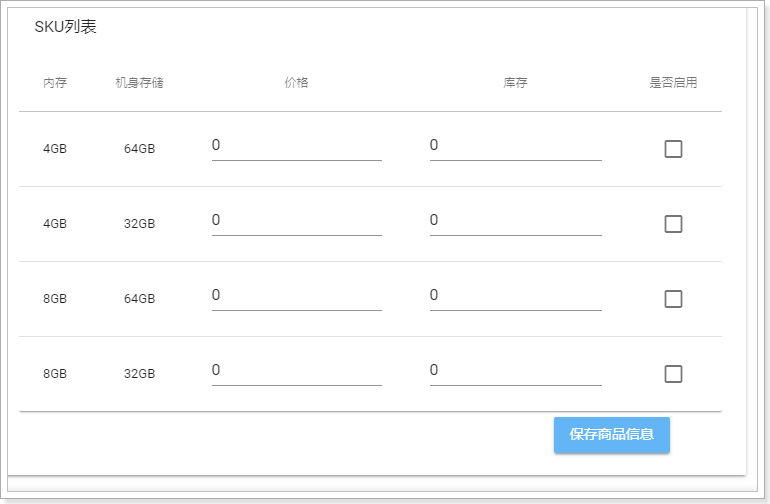 SKU列表
内存 机身存储 价格 库存 是否启用
4GB 64GB 0 0
4GB 32GB 0 0
8GB 64GB 0 0
8GB 32GB 0 0
保存商品信息